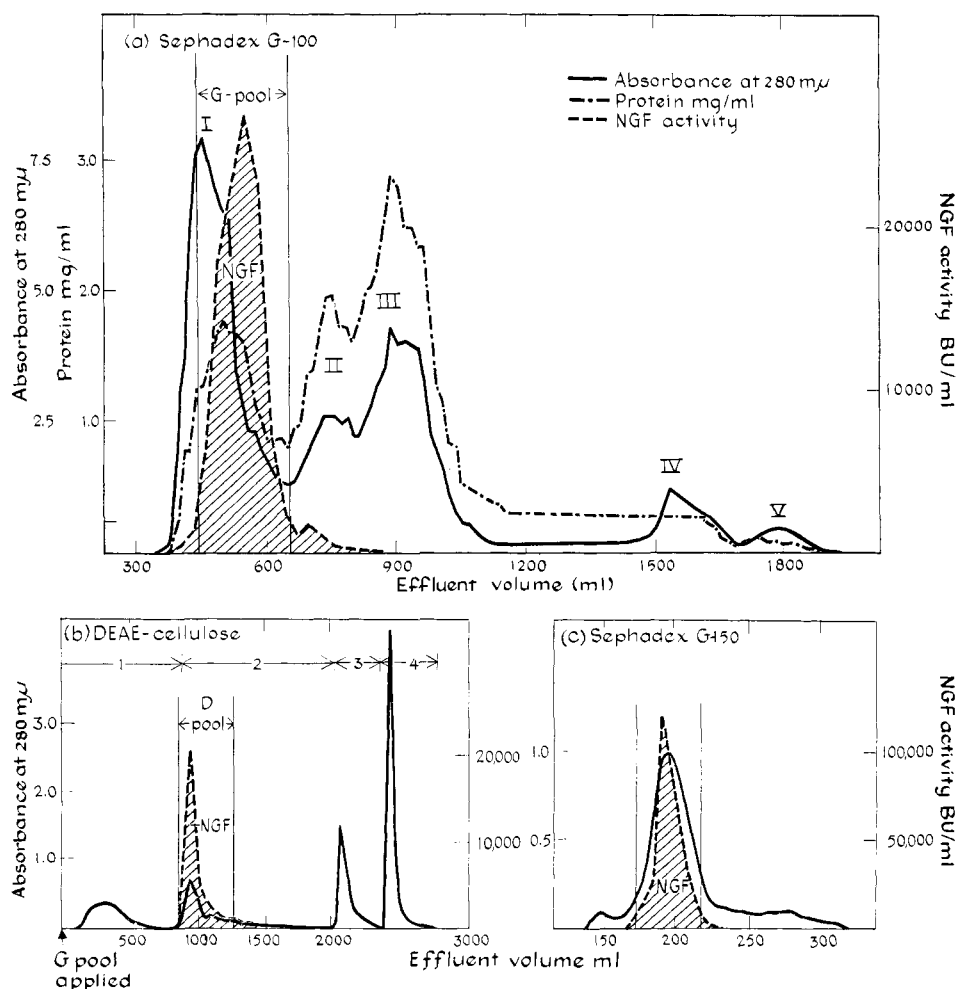 (a) Sephadex G-100
G-pool
I
Absorbance at 280 mμ
Protein mg/ml
NGF activity
7.5 3.0
5.0 2.0
2.5 1.0
Absorbance at 280 mμ
Protein mg/ml
NGF
II
III
IV
V
20000
10000
NGF activity BU/ml
300 600 900 1200 1500 1800
Effluent volume (ml)
(b) DEAE-cellulose
1 2 3 4
D
pool
NGF
3.0
2.0
1.0
Absorbance at 280 mμ
20,000
10,000
500 1000 1500 2000 3000
G pool
applied
Effluent volume ml
(c) Sephadex G-150
1.0
0.5
NGF
100,000
50,000
NGF activity BU/ml
150 200 250 300